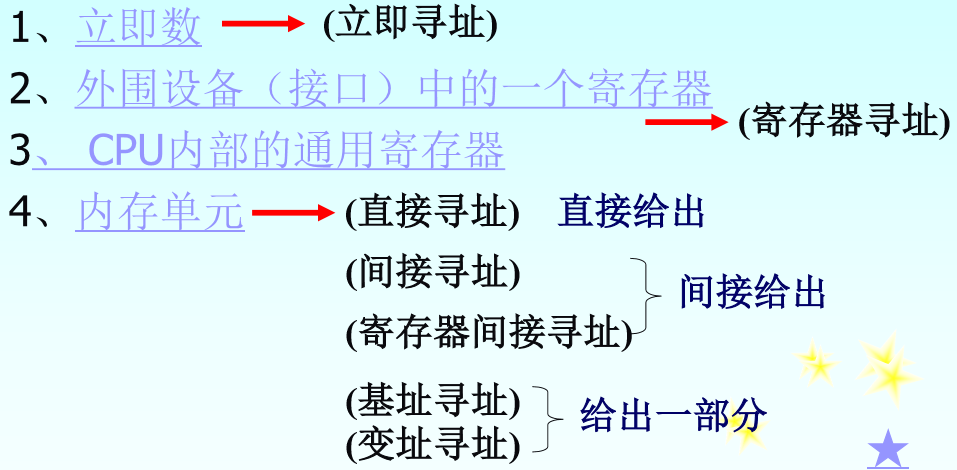 1、立即数 (立即寻址)
2、外围设备（接口）中的一个寄存器
(寄存器寻址)
3、 CPU内部的通用寄存器
4、内存单元 (直接寻址) 直接给出
(间接寻址)
间接给出
(寄存器间接寻址)
(基址寻址)
给出一部分
(变址寻址)